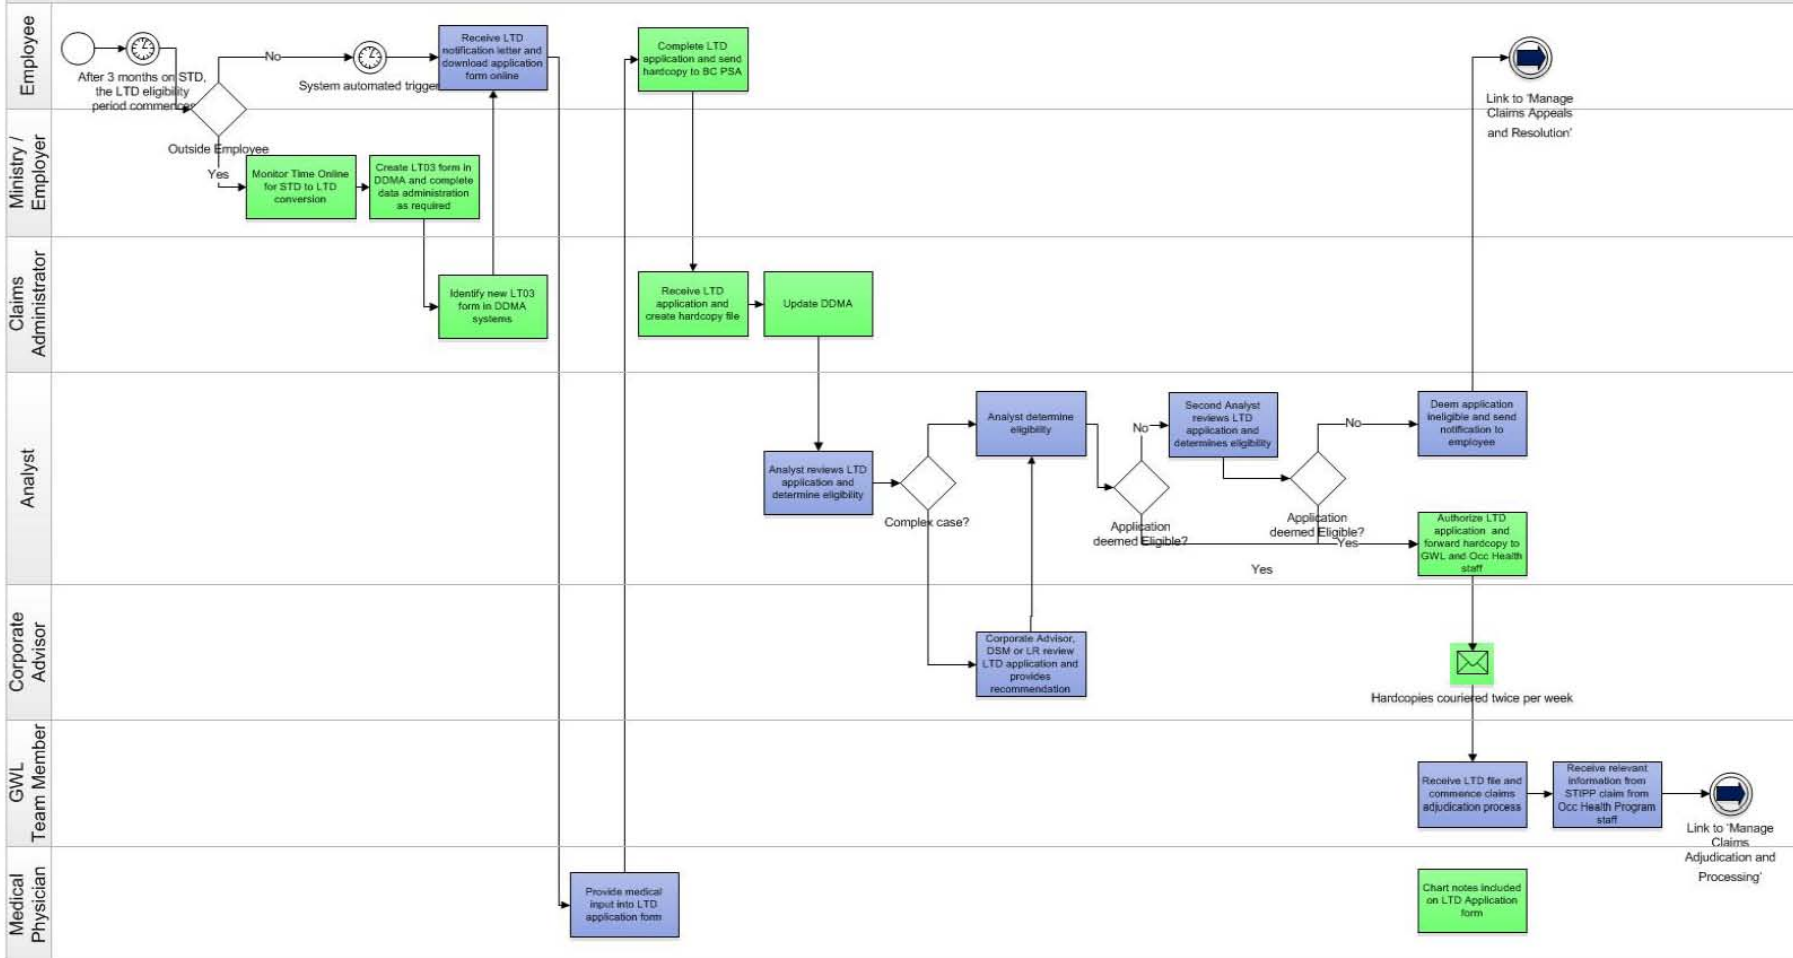 Employee
After 3 months on STD,
the LTD eligibility
period commences
No
System automated trigger
Receive LTD
notification letter and
download application
form online
Complete LTD
application and send
hardcopy to BC PSA
Link to 'Manage
Claims Appeals
and Resolution'
Ministry /
Employer
Outside Employee
Yes
Monitor Time Online
for STD to LTD
conversion
Create LT03 form in
DDMA and complete
data administration
as required
Claims
Administrator
Identify new LT03
form in DDMA
systems
Receive LTD
application and
create hardcopy file
Update DDMA
Analyst
Analyst reviews LTD
application and
determine eligibility
Complex case?
Analyst determine
eligibility
Application
deemed Eligible?
No
Second Analyst
reviews LTD
application and
determines eligibility
Application
deemed Eligible?
No
Yes
Yes
Deem application
ineligible and send
notification to
employee
Authorize LTD
application and
forward hardcopy to
GWL and Occ Health
staff
Corporate
Advisor
Corporate Advisor,
DSM or LR review
LTD application and
provides
recommendation
Hardcopies couriered twice per week
GWL
Team Member
Receive LTD file and
commence claims
adjudication process
Receive relevant
information from
STIPP claim from
Occ Health Program
staff
Link to 'Manage
Claims
Adjudication and
Processing'
Medical
Physician
Provide medical
input into LTD
application form
Chart notes included
on LTD Application
form